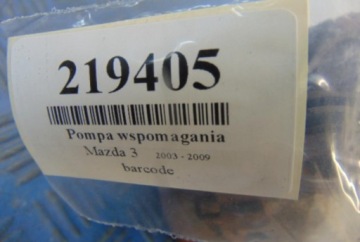 219405
Pompa wspomagania
Mazda 3 2003 - 2009
barcode